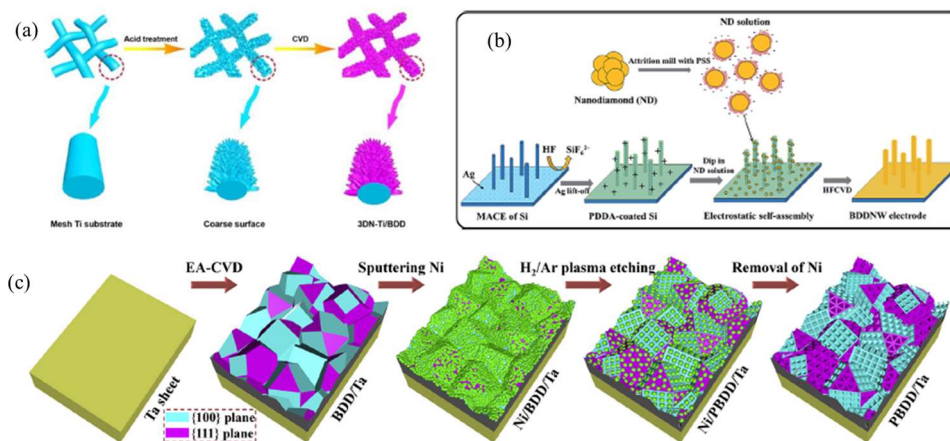 (a)
Acid treatment
CVD
Mesh Ti substrate
Coarse surface
3DN-Ti/BDD
(b)
ND solution
Attrition mill with PSS
Nanodiamond (ND)
HF
SiF₆²⁻
Ag
Ag lift-off
Dip in
ND solution
HFCVD
MACE of Si
PDDA-coated Si
Electrostatic self-assembly
BDDNW electrode
(c)
EA-CVD
Sputtering Ni
H₂/Ar plasma etching
Removal of Ni
Ta sheet
BDD/Ta
Ni/BDD/Ta
Ni/PBDD/Ta
PBDD/Ta
{100} plane
{111} plane